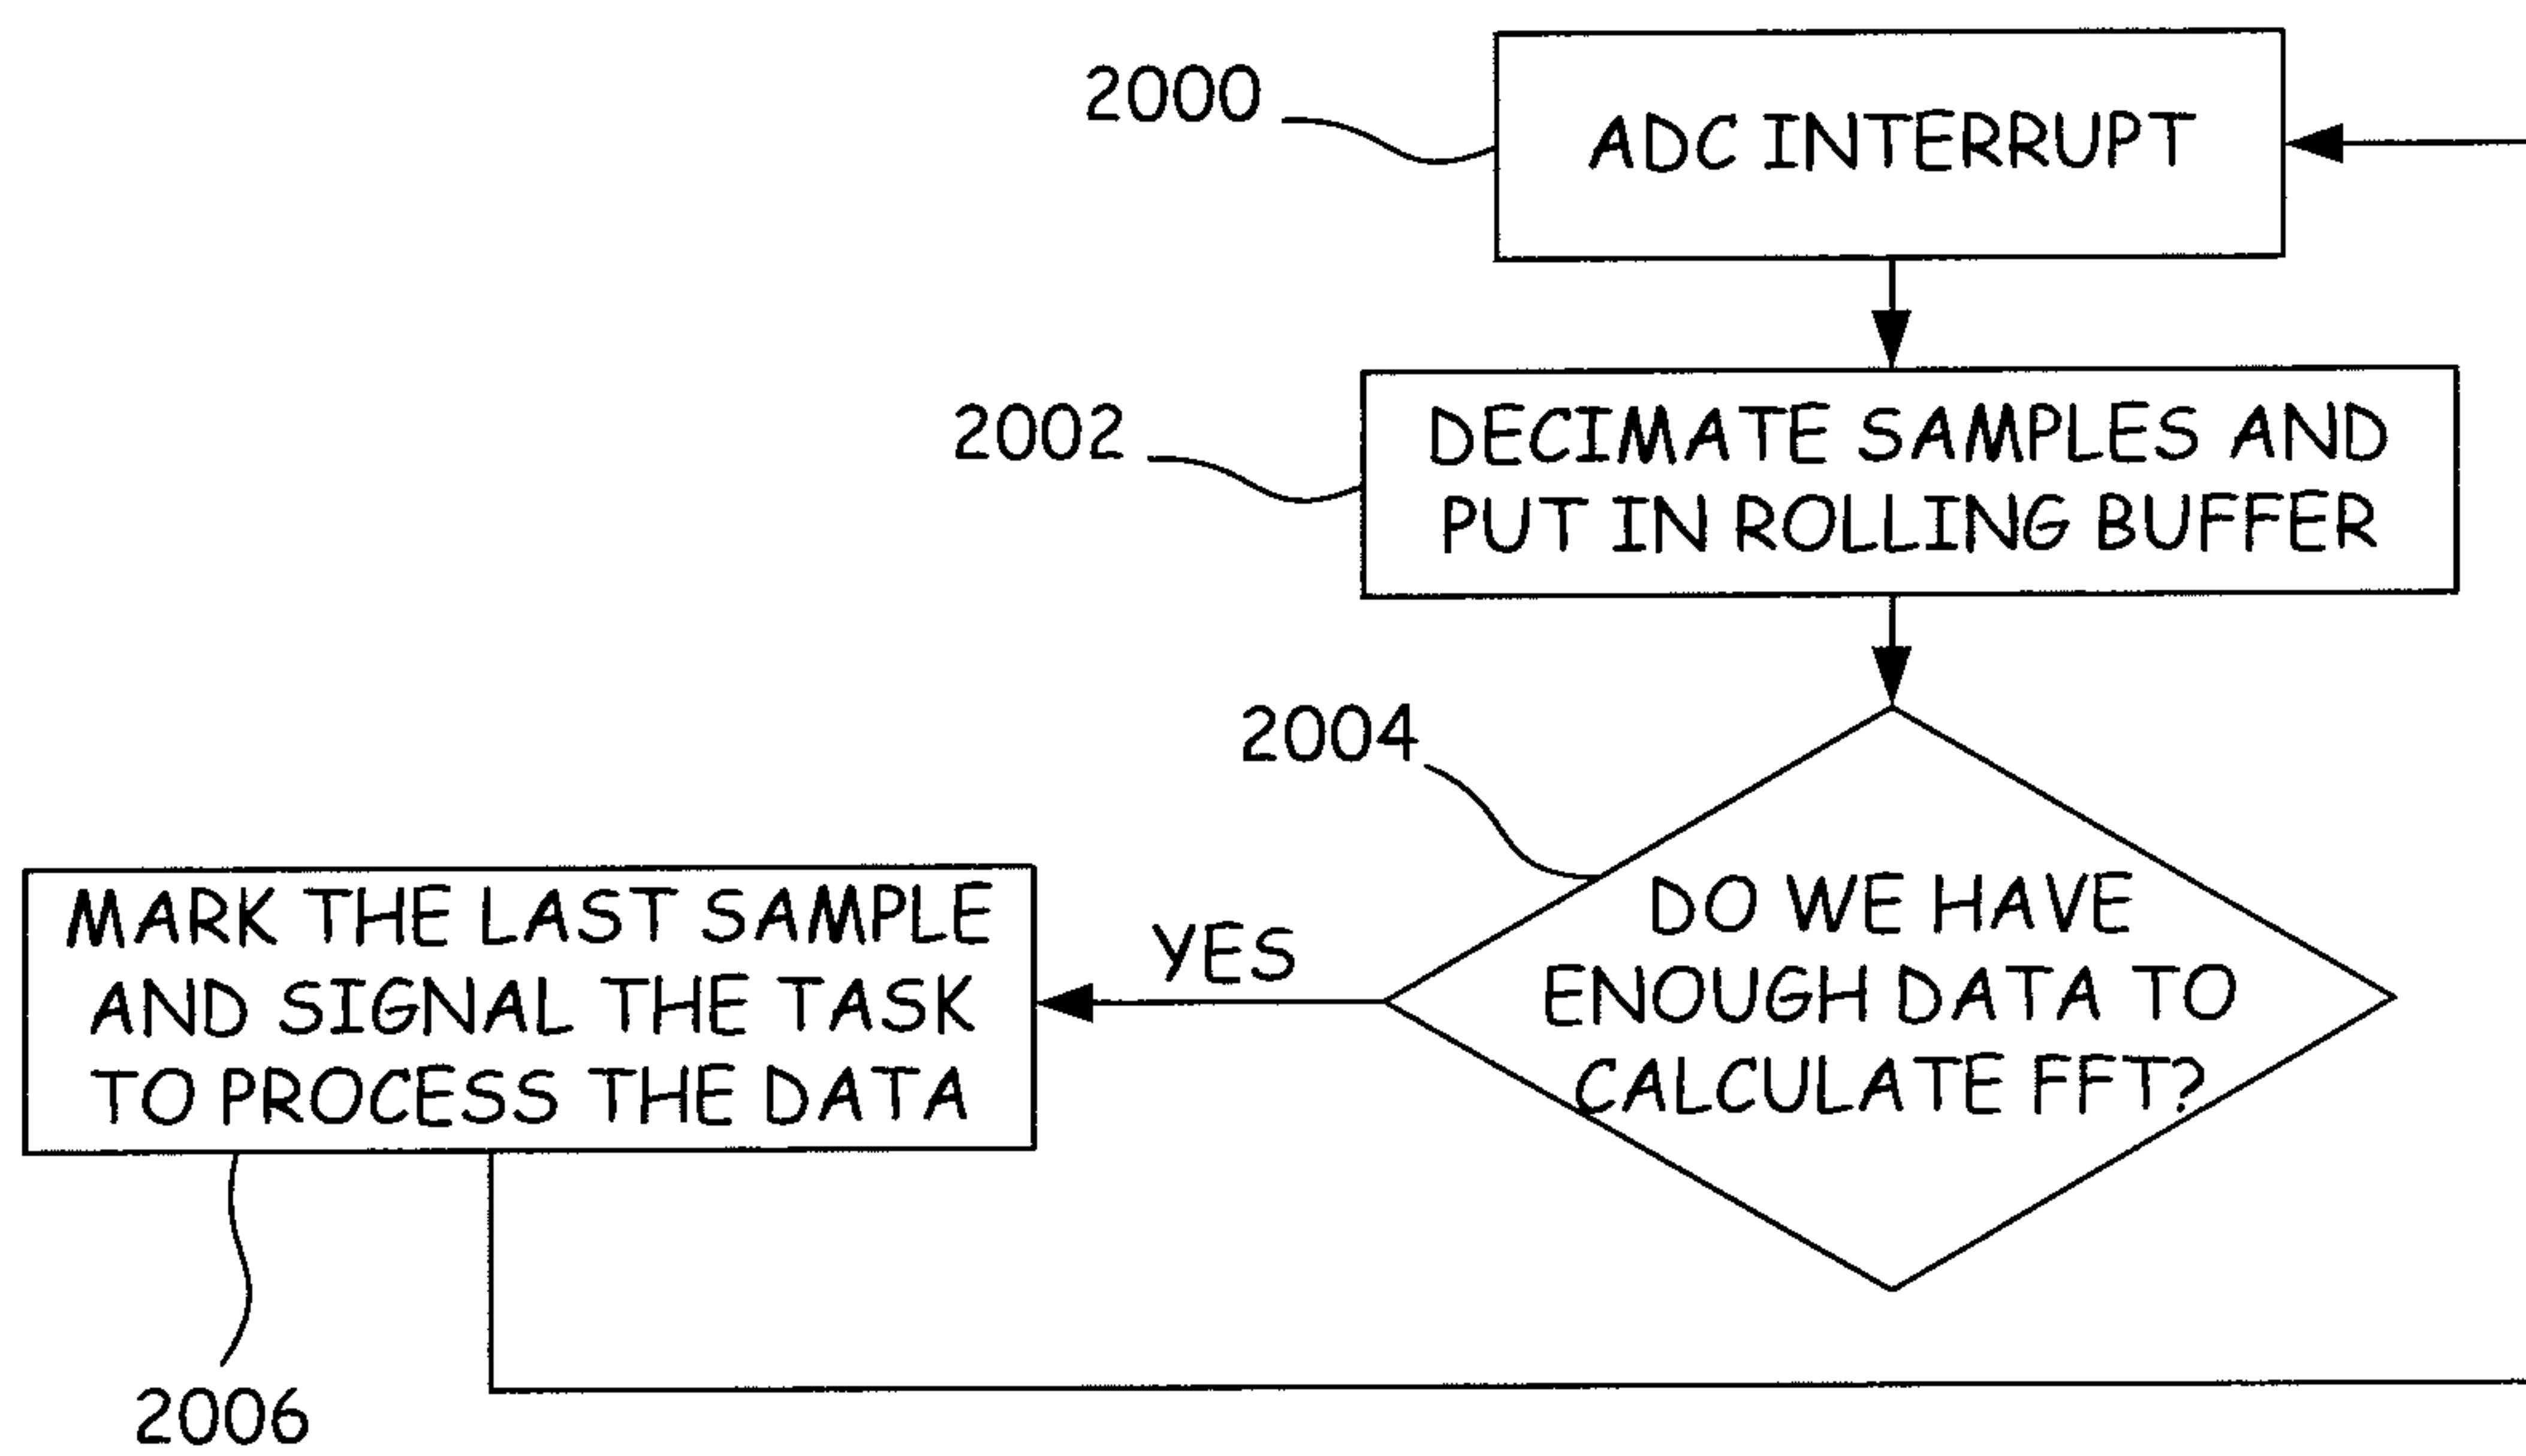 2000
ADC INTERRUPT
2002
DECIMATE SAMPLES AND
PUT IN ROLLING BUFFER
2004
DO WE HAVE
ENOUGH DATA TO
CALCULATE FFT?
YES
MARK THE LAST SAMPLE
AND SIGNAL THE TASK
TO PROCESS THE DATA
2006